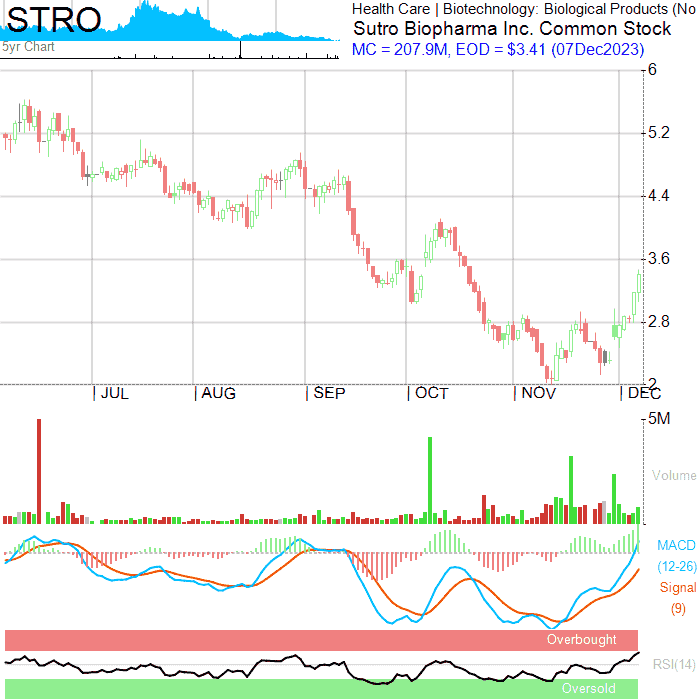 STRO
5yr Chart
Health Care | Biotechnology: Biological Products (No
Sutro Biopharma Inc. Common Stock
MC = 207.9M, EOD = $3.41 (07Dec2023)
6
5.2
4.4
3.6
2.8
2
JUL AUG SEP OCT NOV DEC
5M
Volume
MACD
(12-26)
Signal
(9)
Overbought
RSI(14)
Oversold